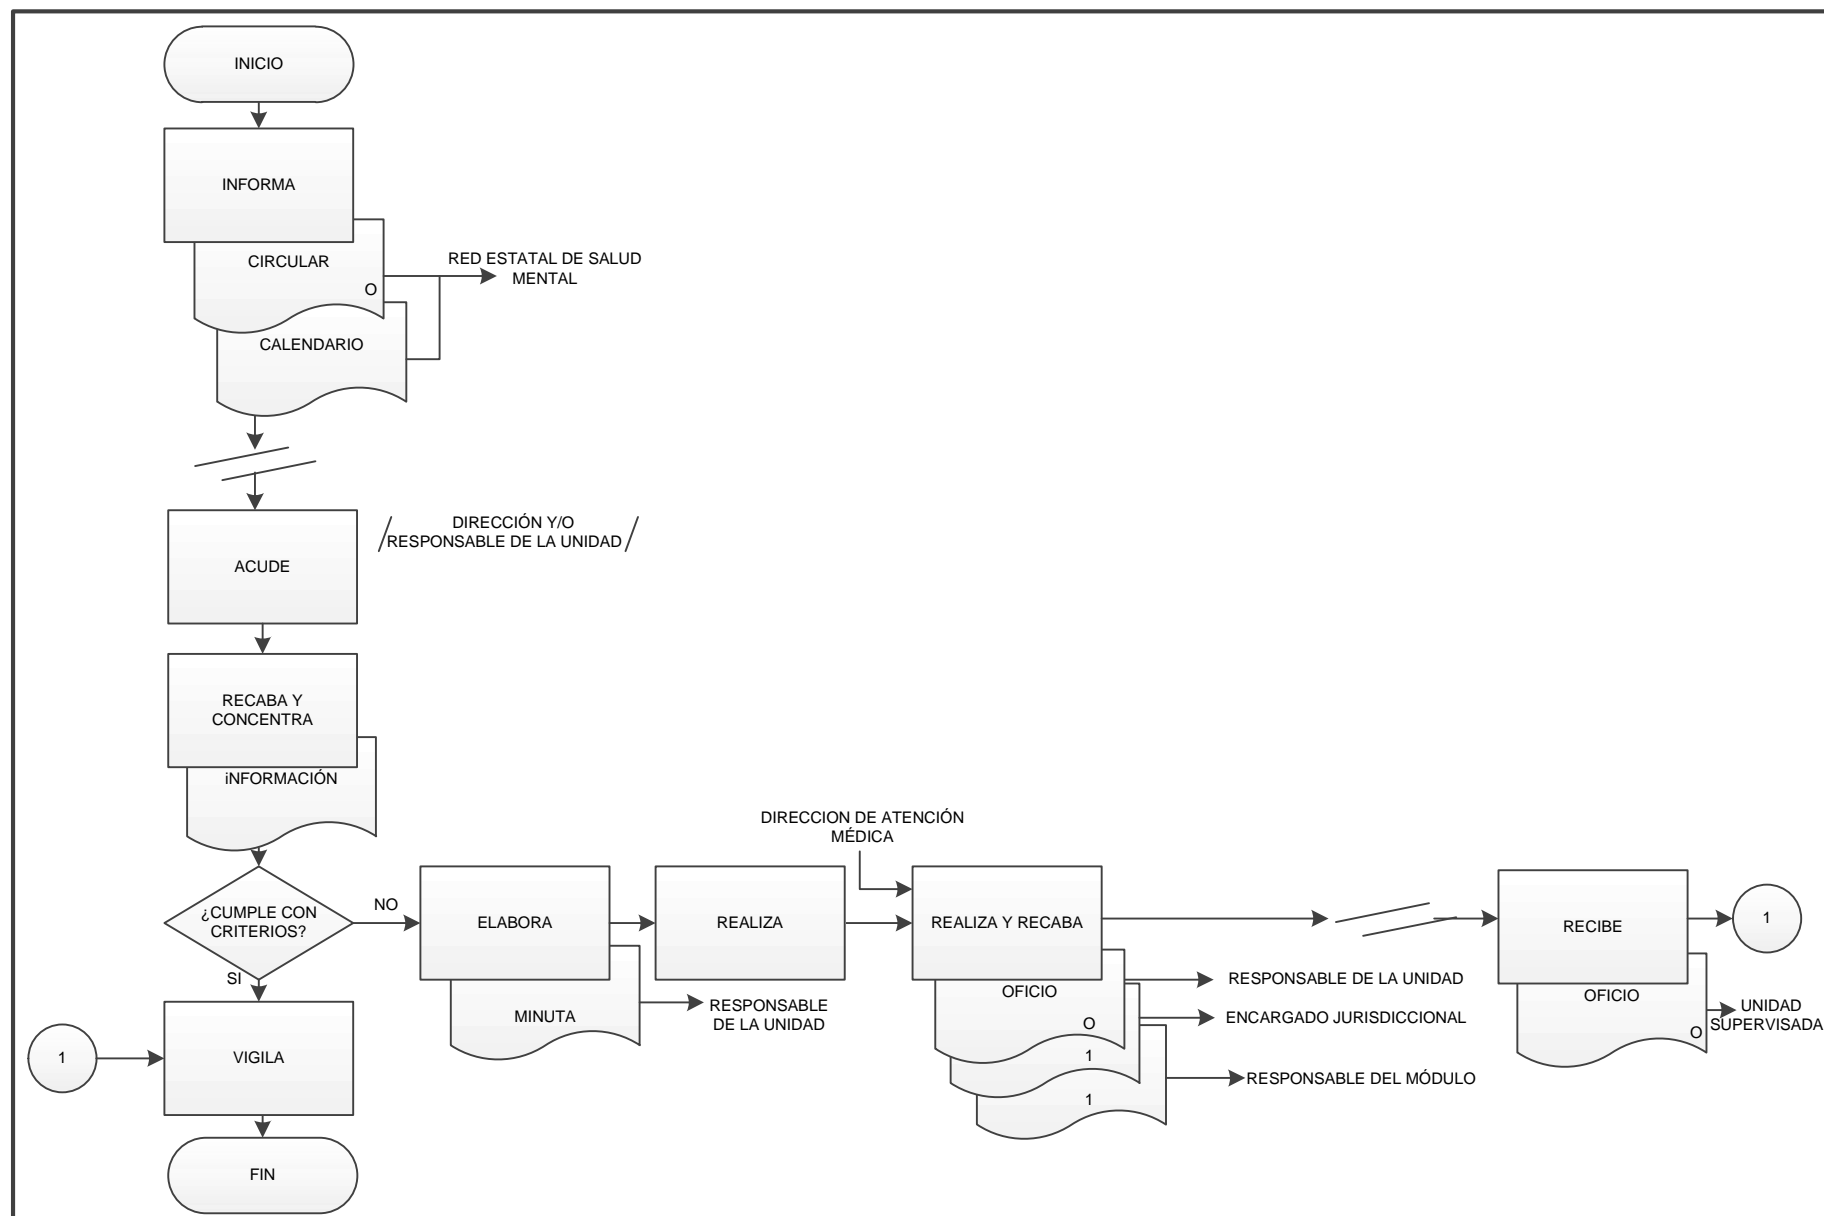 INICIO
INFORMA
CIRCULAR
O
RED ESTATAL DE SALUD
MENTAL
CALENDARIO
ACUDE
DIRECCIÓN Y/O
RESPONSABLE DE LA UNIDAD
RECABA Y
CONCENTRA
iNFORMACIÓN
¿CUMPLE CON
CRITERIOS?
NO
SI
ELABORA
MINUTA
RESPONSABLE
DE LA UNIDAD
REALIZA
DIRECCION DE ATENCIÓN
MÉDICA
REALIZA Y RECABA
OFICIO
O
1
1
RESPONSABLE DE LA UNIDAD
ENCARGADO JURISDICCIONAL
RESPONSABLE DEL MÓDULO
RECIBE
OFICIO
O
UNIDAD
SUPERVISADA
1
1
VIGILA
FIN